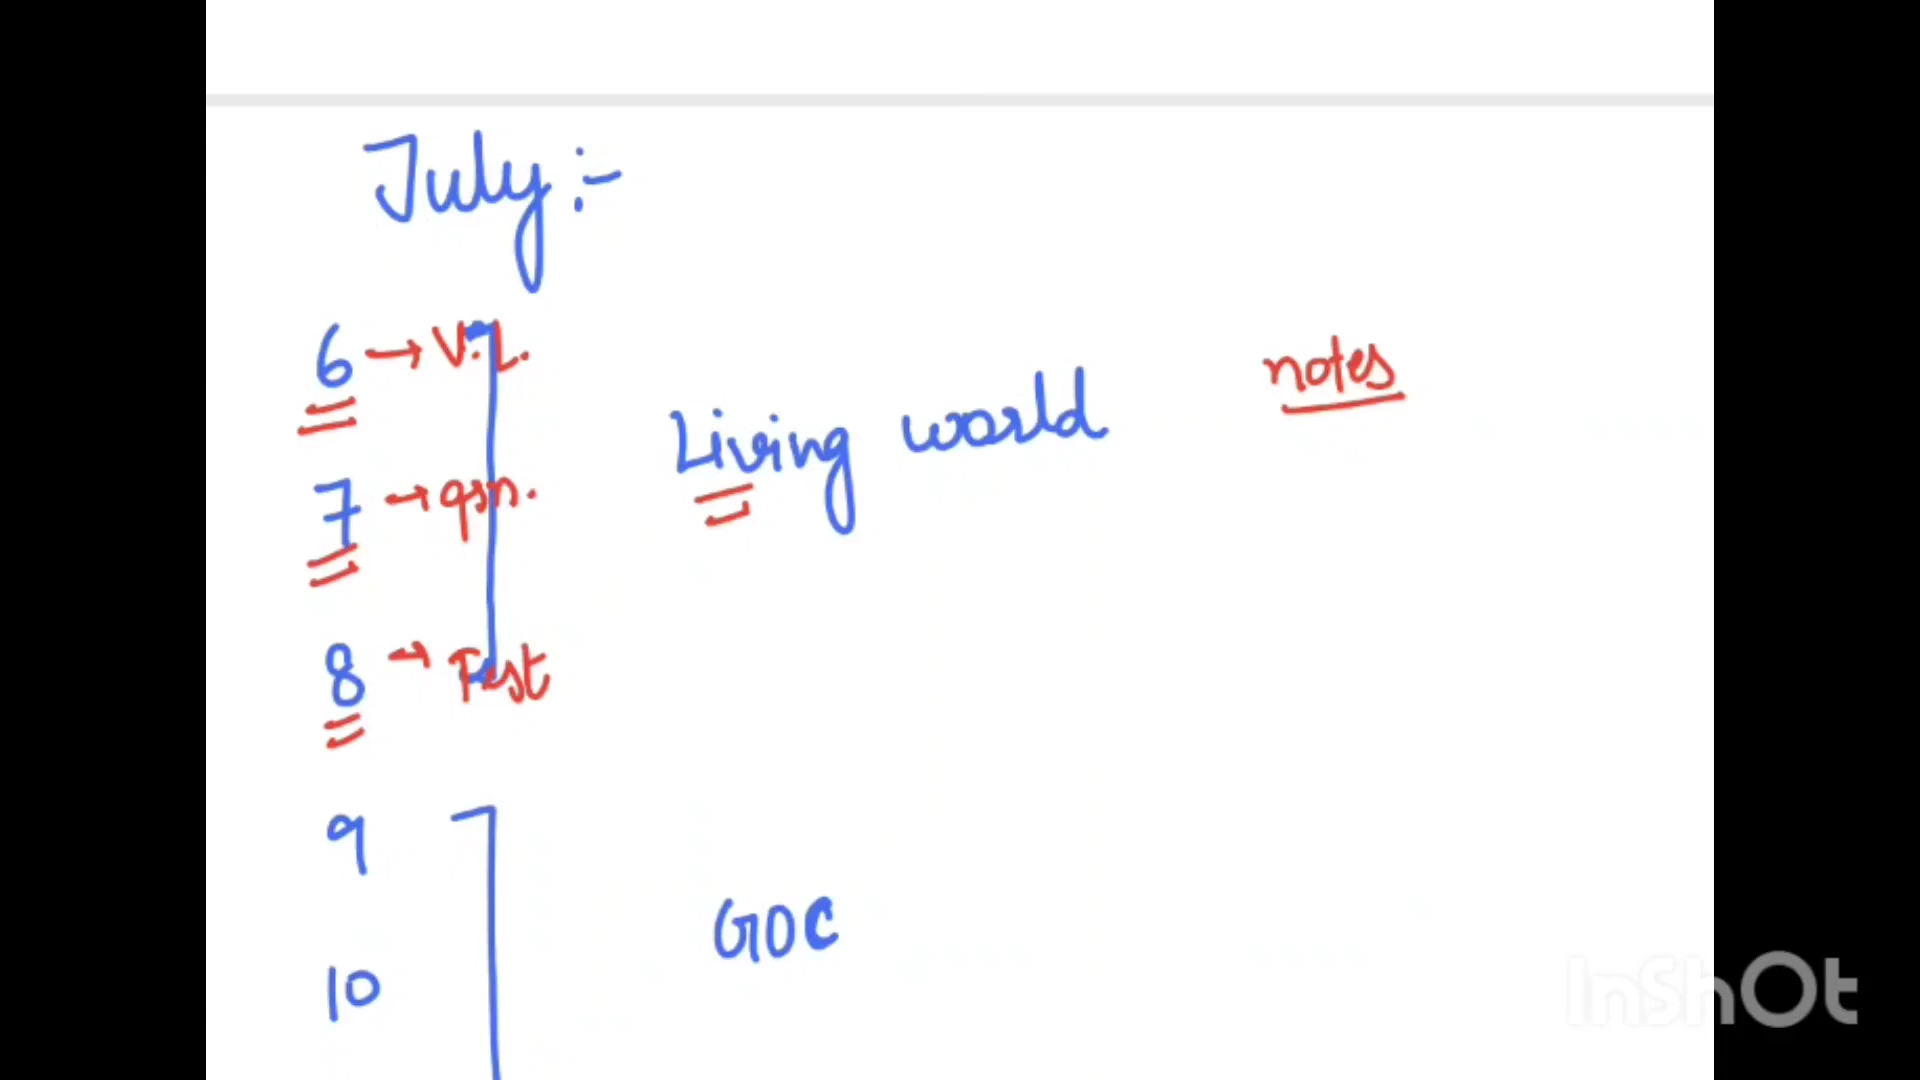 July :-
6 → V.L.
Living world
notes
7 → qsn.
8 → Test
9
GOC
10
InShOt